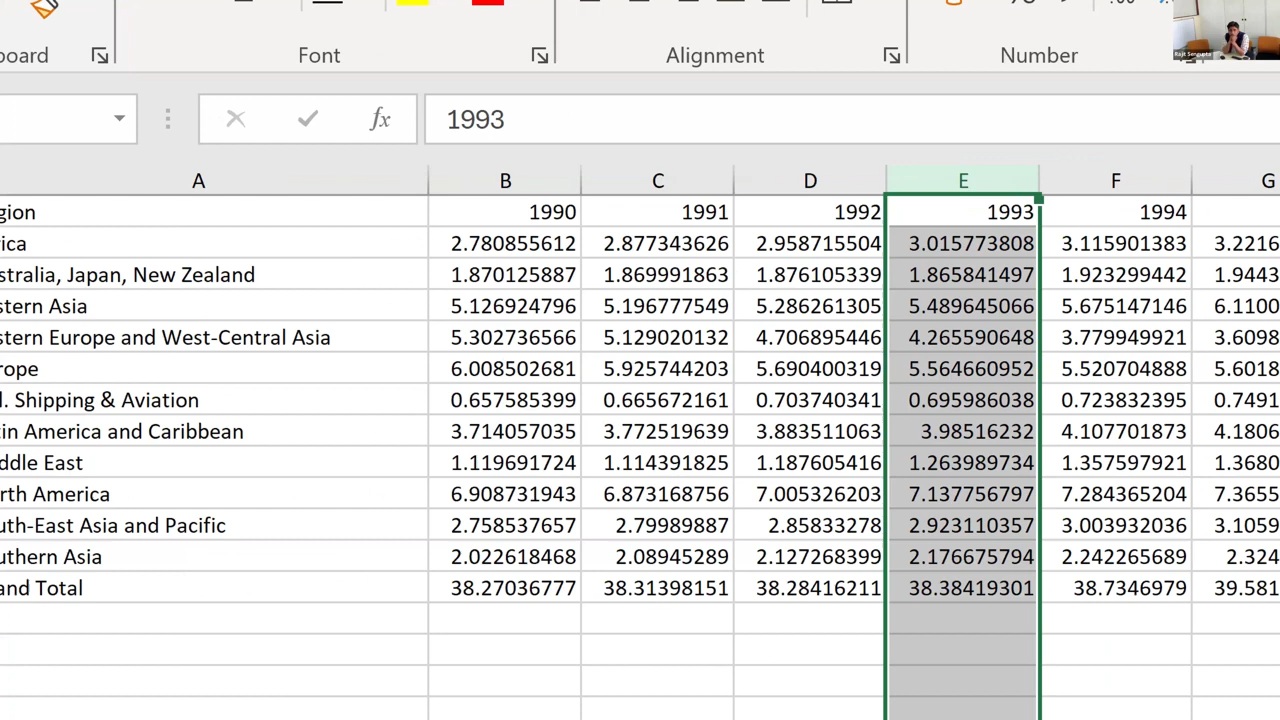 board Font Alignment Number
Rajit Sengupta
fx 1993
A B C D E F G
gion 1990 1991 1992 1993 1994
ica 2.780855612 2.877343626 2.958715504 3.015773808 3.115901383 3.2216
stralia, Japan, New Zealand 1.870125887 1.869991863 1.876105339 1.865841497 1.923299442 1.9443
stern Asia 5.126924796 5.196777549 5.286261305 5.489645066 5.675147146 6.1100
stern Europe and West-Central Asia 5.302736566 5.129020132 4.706895446 4.265590648 3.779949921 3.6098
rope 6.008502681 5.925744203 5.690400319 5.564660952 5.520704888 5.6018
l. Shipping & Aviation 0.657585399 0.665672161 0.703740341 0.695986038 0.723832395 0.7491
tin America and Caribbean 3.714057035 3.772519639 3.883511063 3.98516232 4.107701873 4.1806
ddle East 1.119691724 1.114391825 1.187605416 1.263989734 1.357597921 1.3680
rth America 6.908731943 6.873168756 7.005326203 7.137756797 7.284365204 7.3655
uth-East Asia and Pacific 2.758537657 2.79989887 2.85833278 2.923110357 3.003932036 3.1059
uthern Asia 2.022618468 2.08945289 2.127268399 2.176675794 2.242265689 2.324
and Total 38.27036777 38.31398151 38.28416211 38.38419301 38.7346979 39.581